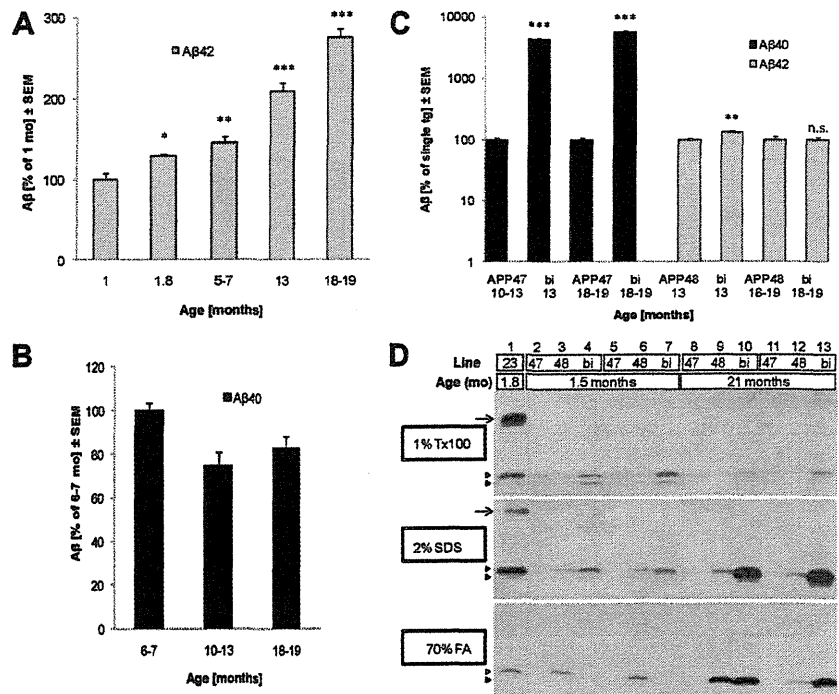 A
Aβ [% of 1 mo] ± SEM
300
200
100
0
Aβ42
*
**
***
***
1 1.8 5-7 13 18-19
Age [months]
B
Aβ [% of 6-7 mo] ± SEM
120
100
80
60
40
20
0
Aβ40
6-7 10-13 18-19
Age [months]
C
Aβ [% of single tg] ± SEM
10000
1000
100
10
1
Aβ40
Aβ42
***
***
**
n.s.
APP47 bi APP47 bi APP48 bi APP48 bi
10-13 13 18-19 18-19 13 13 18-19 18-19
Age [months]
D
1 2 3 4 5 6 7 8 9 10 11 12 13
Line 23 47 48 bi 47 48 bi 47 48 bi 47 48 bi
Age (mo) 1.8 1.5 months 21 months
1% Tx100
2% SDS
70% FA